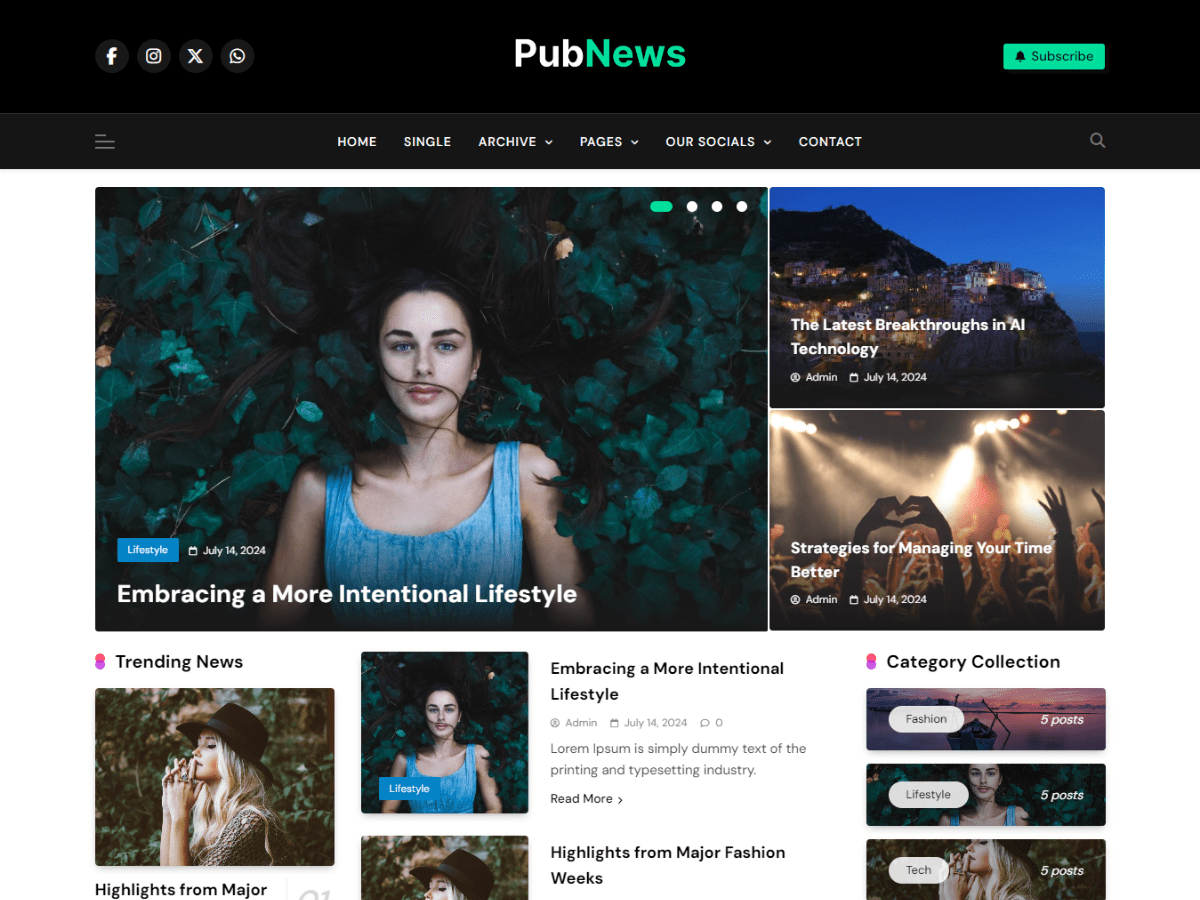 PubNews
Subscribe
HOME
SINGLE
ARCHIVE
PAGES
OUR SOCIALS
CONTACT
Lifestyle
July 14, 2024
Embracing a More Intentional Lifestyle
The Latest Breakthroughs in AI
Technology
Admin
July 14, 2024
Strategies for Managing Your Time
Better
Admin
July 14, 2024
Trending News
Highlights from Major
01
Lifestyle
Embracing a More Intentional
Lifestyle
Admin
July 14, 2024
0
Lorem Ipsum is simply dummy text of the
printing and typesetting industry.
Read More
Highlights from Major Fashion
Weeks
Category Collection
Fashion
5 posts
Lifestyle
5 posts
Tech
5 posts